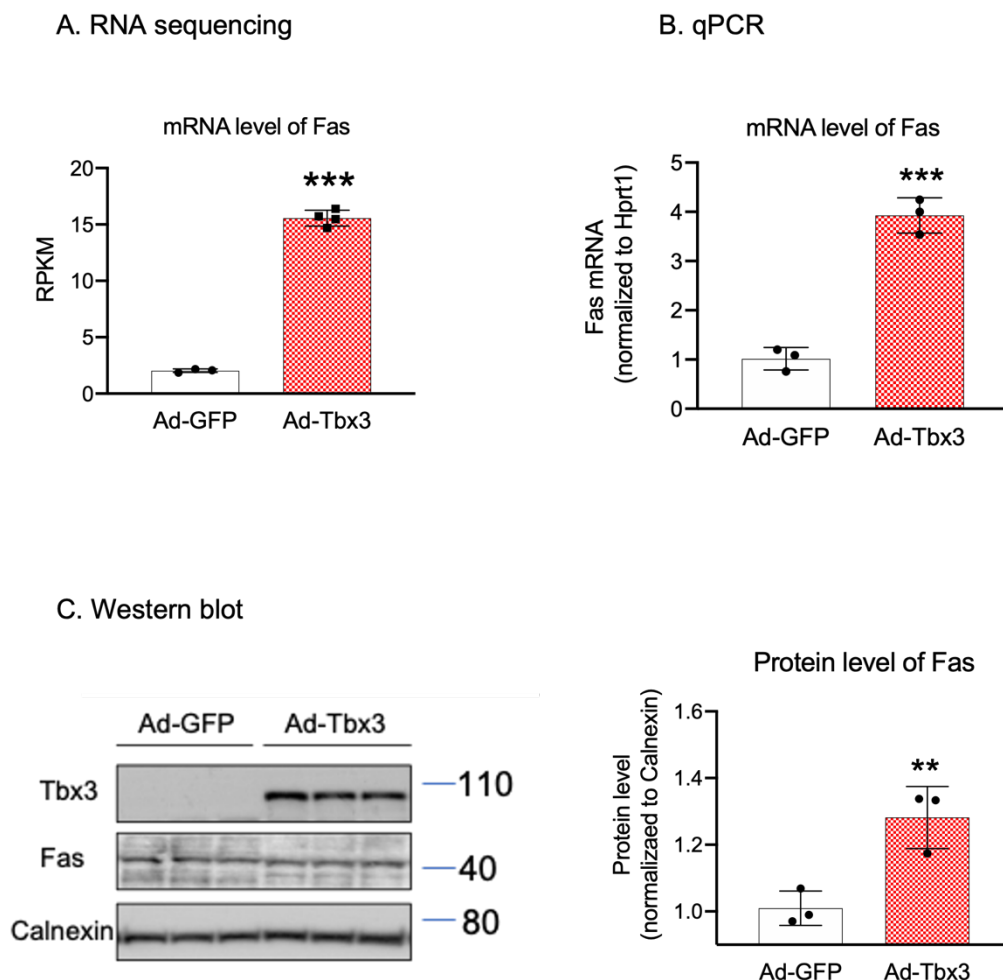 A. RNA sequencing
mRNA level of Fas
RPKM
20
15
10
5
0
***
Ad-GFP
Ad-Tbx3
B. qPCR
mRNA level of Fas
Fas mRNA
(normalized to Hprt1)
5
4
3
2
1
0
***
Ad-GFP
Ad-Tbx3
C. Western blot
Ad-GFP
Ad-Tbx3
Tbx3
110
Fas
40
Calnexin
80
Protein level of Fas
Protein level
(normalizaed to Calnexin)
1.6
1.4
1.2
1.0
**
Ad-GFP
Ad-Tbx3